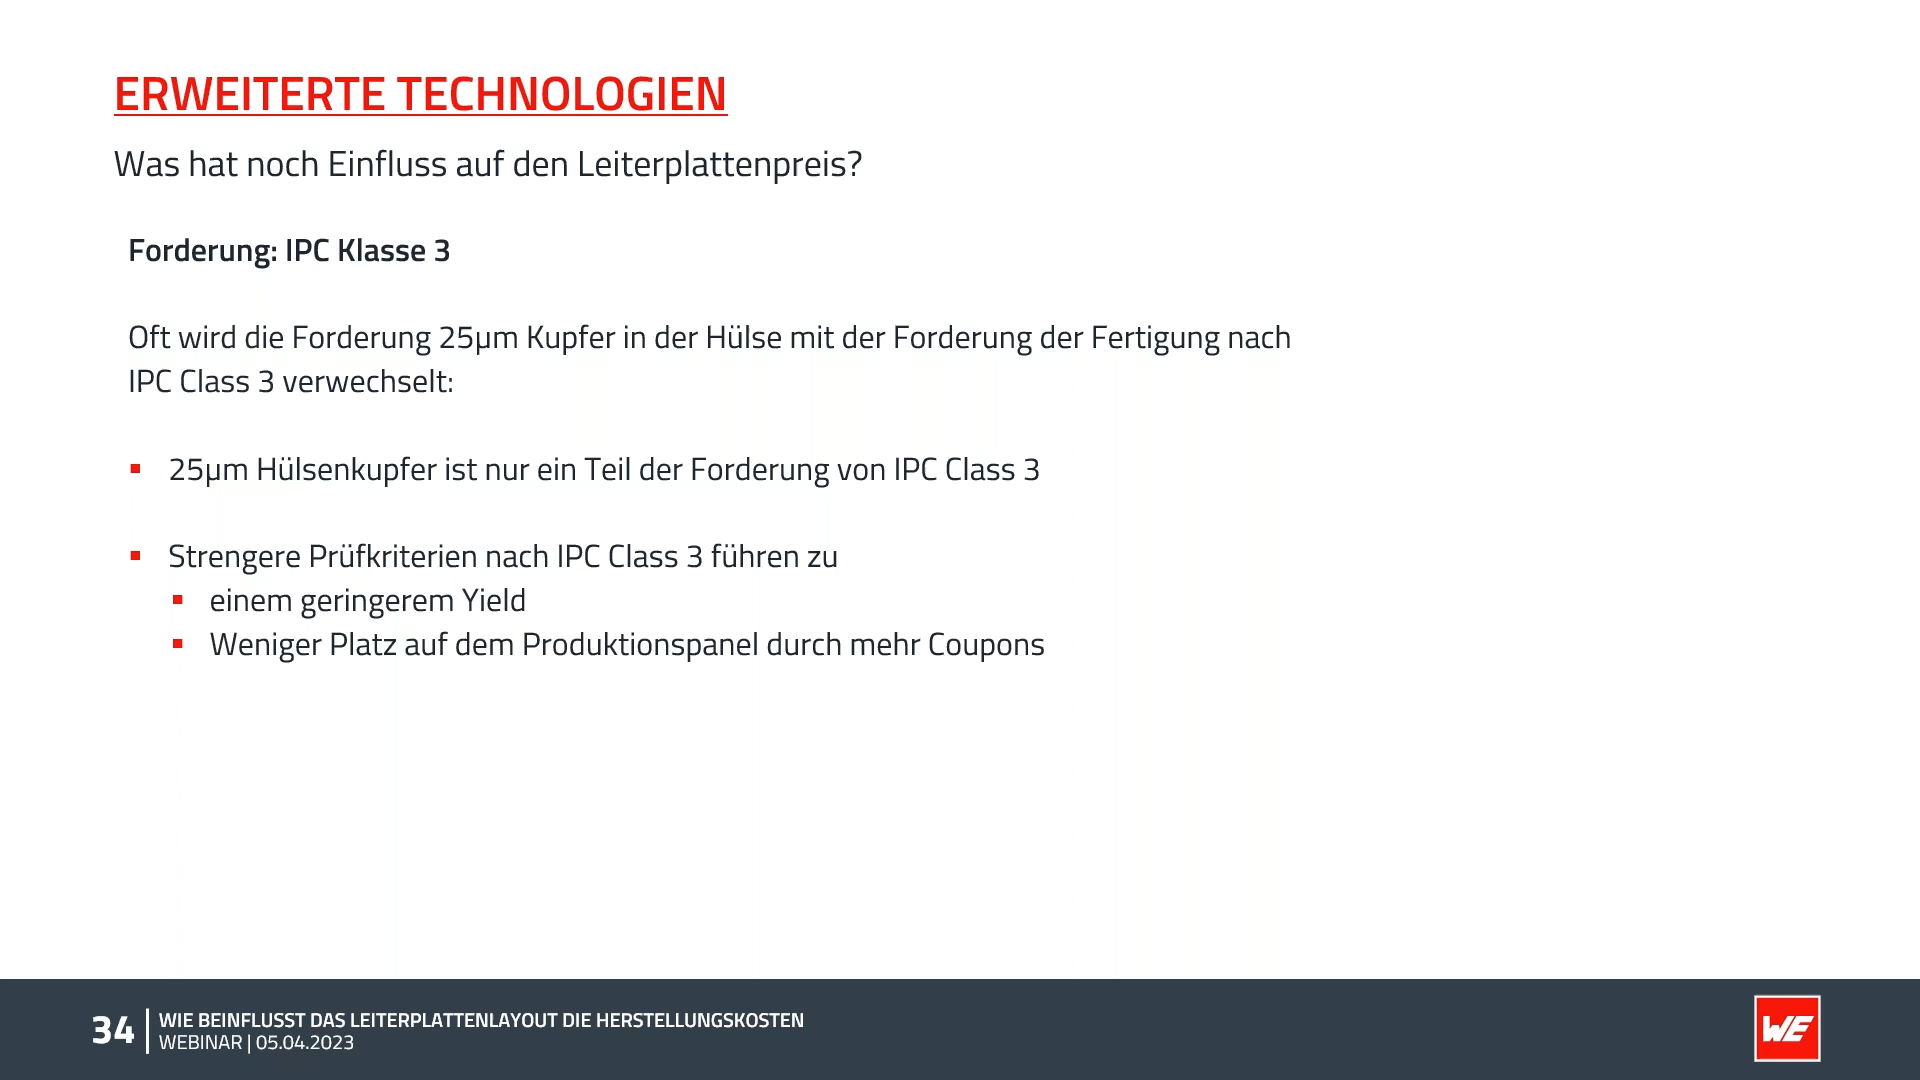 ERWEITERTE TECHNOLOGIEN
Was hat noch Einfluss auf den Leiterplattenpreis?
Forderung: IPC Klasse 3
Oft wird die Forderung 25µm Kupfer in der Hülse mit der Forderung der Fertigung nach
IPC Class 3 verwechselt:
▪ 25µm Hülsenkupfer ist nur ein Teil der Forderung von IPC Class 3
▪ Strengere Prüfkriterien nach IPC Class 3 führen zu
▪ einem geringerem Yield
▪ Weniger Platz auf dem Produktionspanel durch mehr Coupons
34
WIE BEINFLUSST DAS LEITERPLATTENLAYOUT DIE HERSTELLUNGSKOSTEN
WEBINAR | 05.04.2023
WE